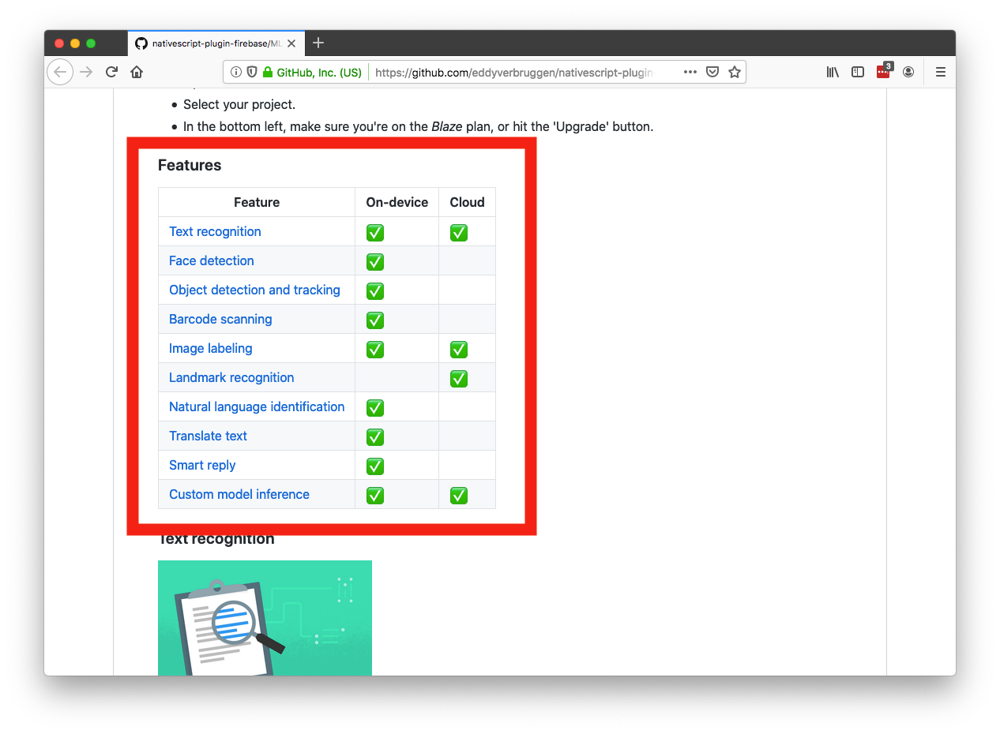 nativescript-plugin-firebase/ML
GitHub, Inc. (US) https://github.com/eddyverbruggen/nativescript-plugin
3
Select your project.
In the bottom left, make sure you're on the Blaze plan, or hit the 'Upgrade' button.
Features
Feature On-device Cloud
Text recognition ✅ ✅
Face detection ✅
Object detection and tracking ✅
Barcode scanning ✅
Image labeling ✅ ✅
Landmark recognition ✅
Natural language identification ✅
Translate text ✅
Smart reply ✅
Custom model inference ✅ ✅
Text recognition